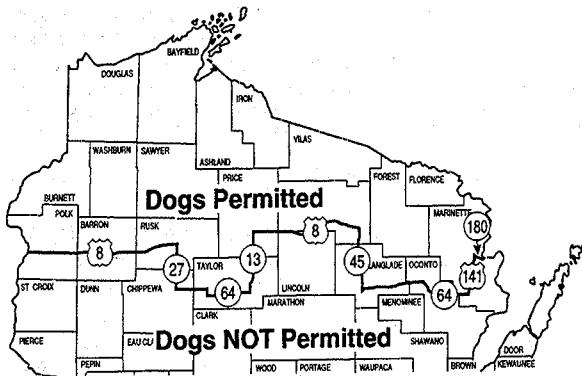 BAYFIELD
DOUGLAS
IRON
VILAS
WASHBURN
SAWYER
ASHLAND
PRICE
FOREST
FLORENCE
BURNETT
Dogs Permitted
MARINETTE
POLK
BARRON
RUSK
8
180
8
27
TAYLOR
13
45
LANGLADE
OCONTO
141
ST CROIX
DUNN
CHIPPEWA
64
LINCOLN
64
CLARK
MARATHON
MENOMINEE
PIERCE
EAU CL
Dogs NOT Permitted
SHAWANO
DOOR
PEPIN
WOOD
PORTAGE
WAUPACA
BROWN
KEWAUNEE